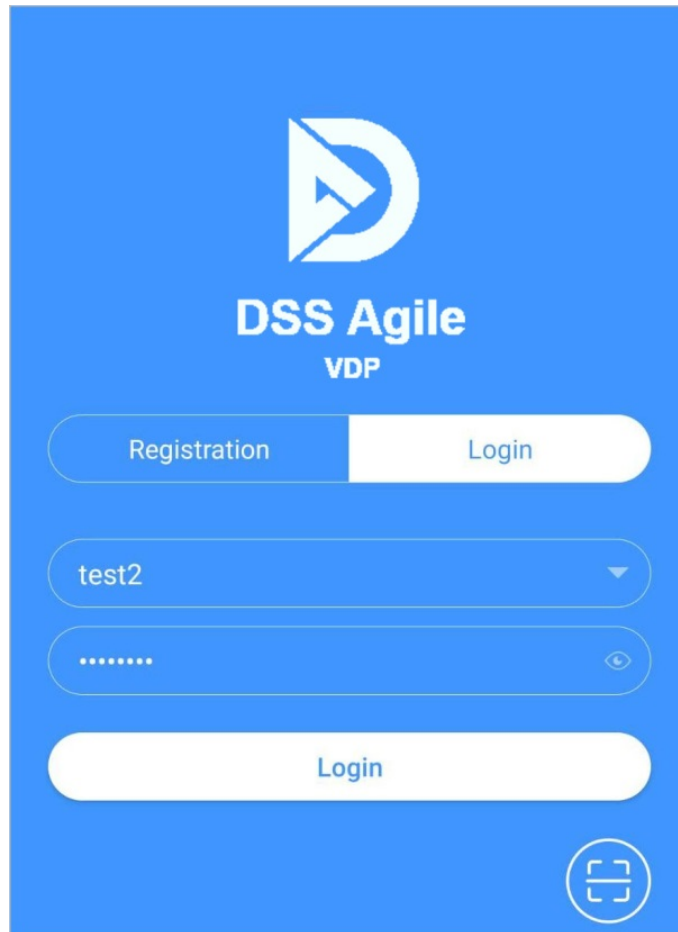 DSS Agile
VDP
Registration Login
test2
••••••••
Login